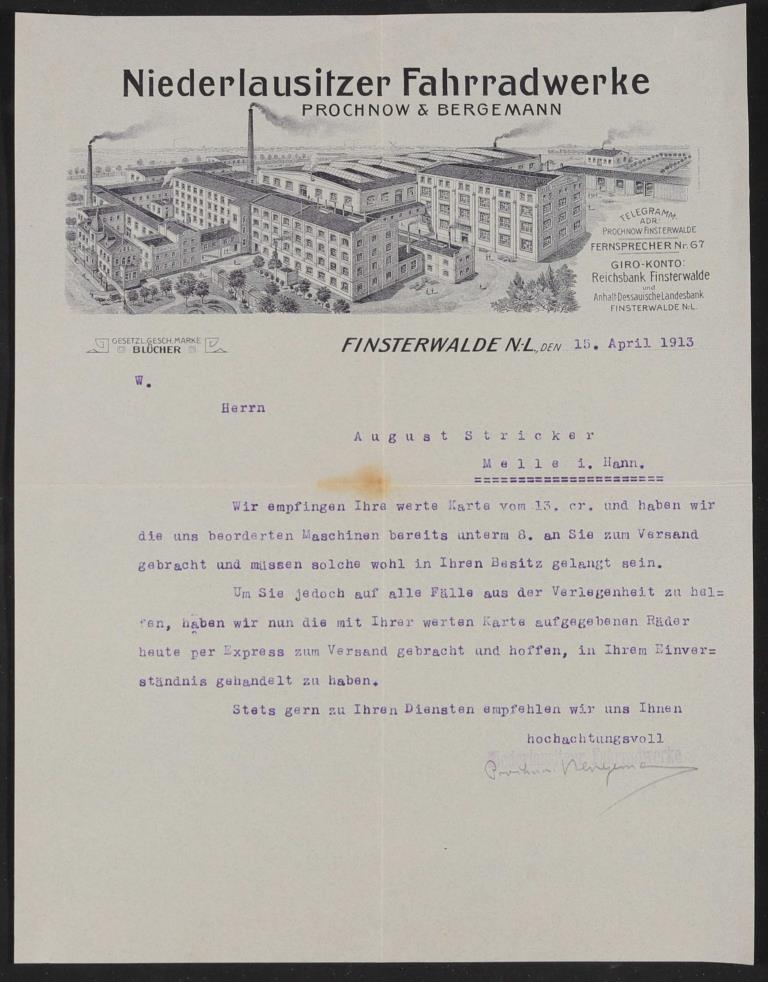 Niederlausitzer Fahrradwerke
PROCHNOW & BERGEMANN
TELEGRAMM.
ADR:
PROCHNOW FINSTERWALDE
FERNSPRECHER Nr. 67
GIRO-KONTO:
Reichsbank Finsterwalde
und
Anhalt-Dessauische Landesbank
FINSTERWALDE N.-L.
GESETZL. GESCH. MARKE
BLÜCHER
FINSTERWALDE N.-L., DEN 15. April 1913
W.
Herrn
August Stricker
Melle i. Hann.
Wir empfingen Ihre werte Karte vom 13. cr. und haben wir
die uns beorderten Maschinen bereits unterm 8. an Sie zum Versand
gebracht und müssen solche wohl in Ihren Besitz gelangt sein.
Um Sie jedoch auf alle Fälle aus der Verlegenheit zu hel=
fen, haben wir nun die mit Ihrer werten Karte aufgegebenen Räder
heute per Express zum Versand gebracht und hoffen, in Ihrem Einver=
ständnis gehandelt zu haben.
Stets gern zu Ihren Diensten empfehlen wir uns Ihnen
hochachtungsvoll
Niederlausitzer Fahrradwerke